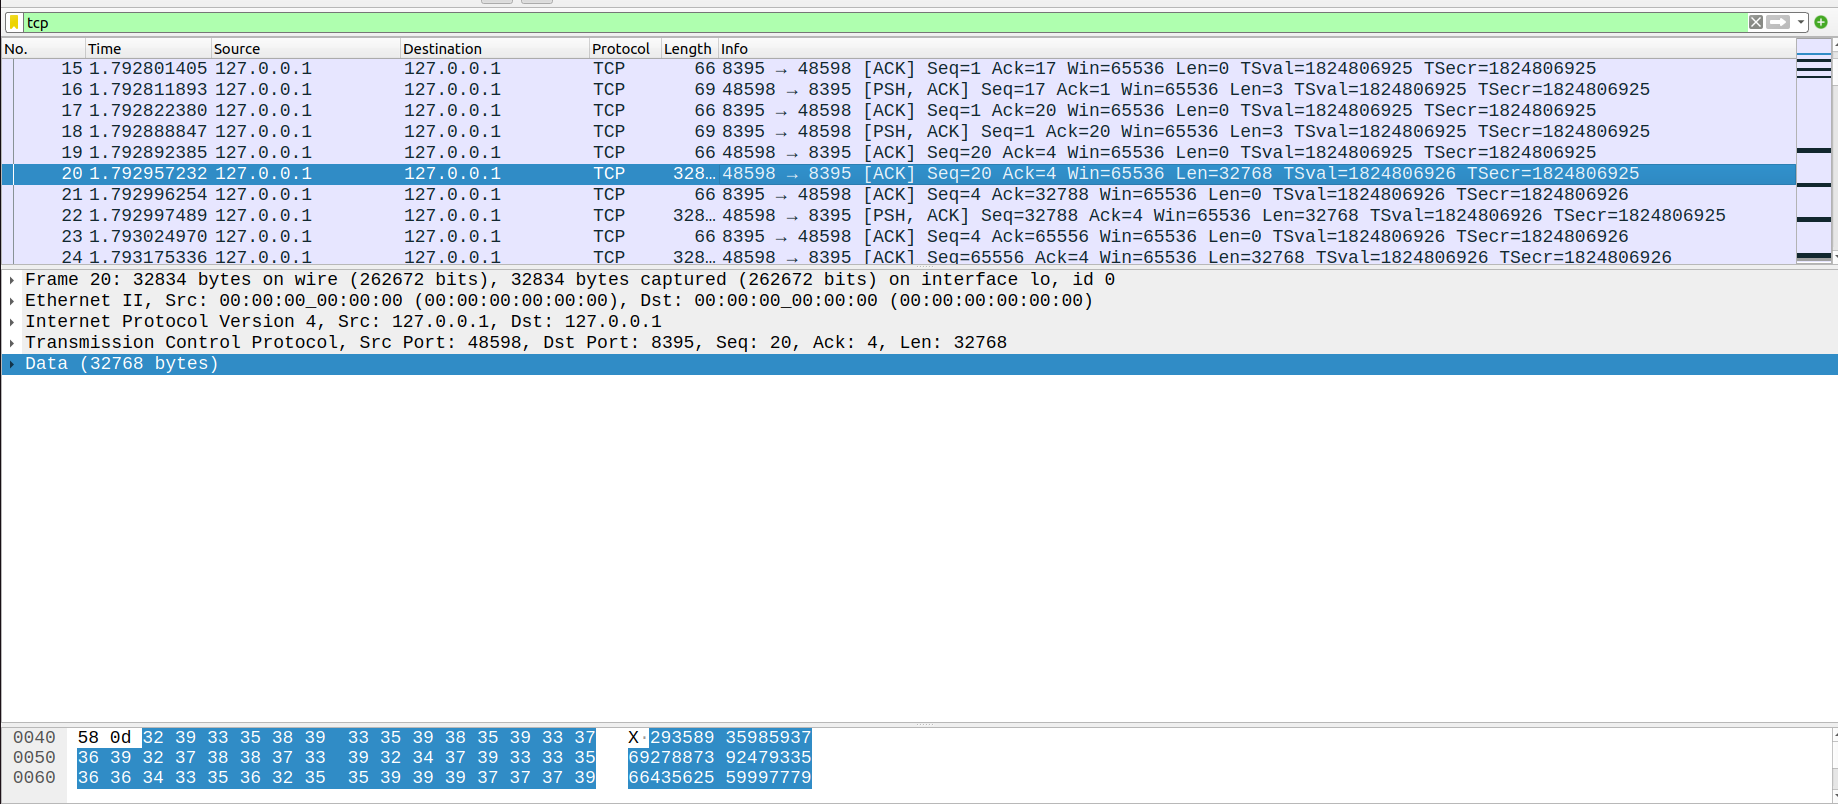 tcp
No. Time Source Destination Protocol Length Info
15 1.792801405 127.0.0.1 127.0.0.1 TCP 66 8395 → 48598 [ACK] Seq=1 Ack=17 Win=65536 Len=0 TSval=1824806925 TSecr=1824806925
16 1.792811893 127.0.0.1 127.0.0.1 TCP 69 48598 → 8395 [PSH, ACK] Seq=17 Ack=1 Win=65536 Len=3 TSval=1824806925 TSecr=1824806925
17 1.792822380 127.0.0.1 127.0.0.1 TCP 66 8395 → 48598 [ACK] Seq=1 Ack=20 Win=65536 Len=0 TSval=1824806925 TSecr=1824806925
18 1.792888847 127.0.0.1 127.0.0.1 TCP 69 8395 → 48598 [PSH, ACK] Seq=1 Ack=20 Win=65536 Len=3 TSval=1824806925 TSecr=1824806925
19 1.792892385 127.0.0.1 127.0.0.1 TCP 66 48598 → 8395 [ACK] Seq=20 Ack=4 Win=65536 Len=0 TSval=1824806925 TSecr=1824806925
20 1.792957232 127.0.0.1 127.0.0.1 TCP 328… 48598 → 8395 [ACK] Seq=20 Ack=4 Win=65536 Len=32768 TSval=1824806926 TSecr=1824806925
21 1.792996254 127.0.0.1 127.0.0.1 TCP 66 8395 → 48598 [ACK] Seq=4 Ack=32788 Win=65536 Len=0 TSval=1824806926 TSecr=1824806926
22 1.792997489 127.0.0.1 127.0.0.1 TCP 328… 48598 → 8395 [PSH, ACK] Seq=32788 Ack=4 Win=65536 Len=32768 TSval=1824806926 TSecr=1824806925
23 1.793024970 127.0.0.1 127.0.0.1 TCP 66 8395 → 48598 [ACK] Seq=4 Ack=65556 Win=65536 Len=0 TSval=1824806926 TSecr=1824806926
24 1.793175336 127.0.0.1 127.0.0.1 TCP 328… 48598 → 8395 [ACK] Seq=65556 Ack=4 Win=65536 Len=32768 TSval=1824806926 TSecr=1824806926
Frame 20: 32834 bytes on wire (262672 bits), 32834 bytes captured (262672 bits) on interface lo, id 0
Ethernet II, Src: 00:00:00_00:00:00 (00:00:00:00:00:00), Dst: 00:00:00_00:00:00 (00:00:00:00:00:00)
Internet Protocol Version 4, Src: 127.0.0.1, Dst: 127.0.0.1
Transmission Control Protocol, Src Port: 48598, Dst Port: 8395, Seq: 20, Ack: 4, Len: 32768
Data (32768 bytes)
0040 58 0d 32 39 33 35 38 39 33 35 39 38 35 39 33 37 X·293589 35985937
0050 36 39 32 37 38 38 37 33 39 32 34 37 39 33 33 35 69278873 92479335
0060 36 36 34 33 35 36 32 35 35 39 39 39 37 37 37 39 66435625 59997779